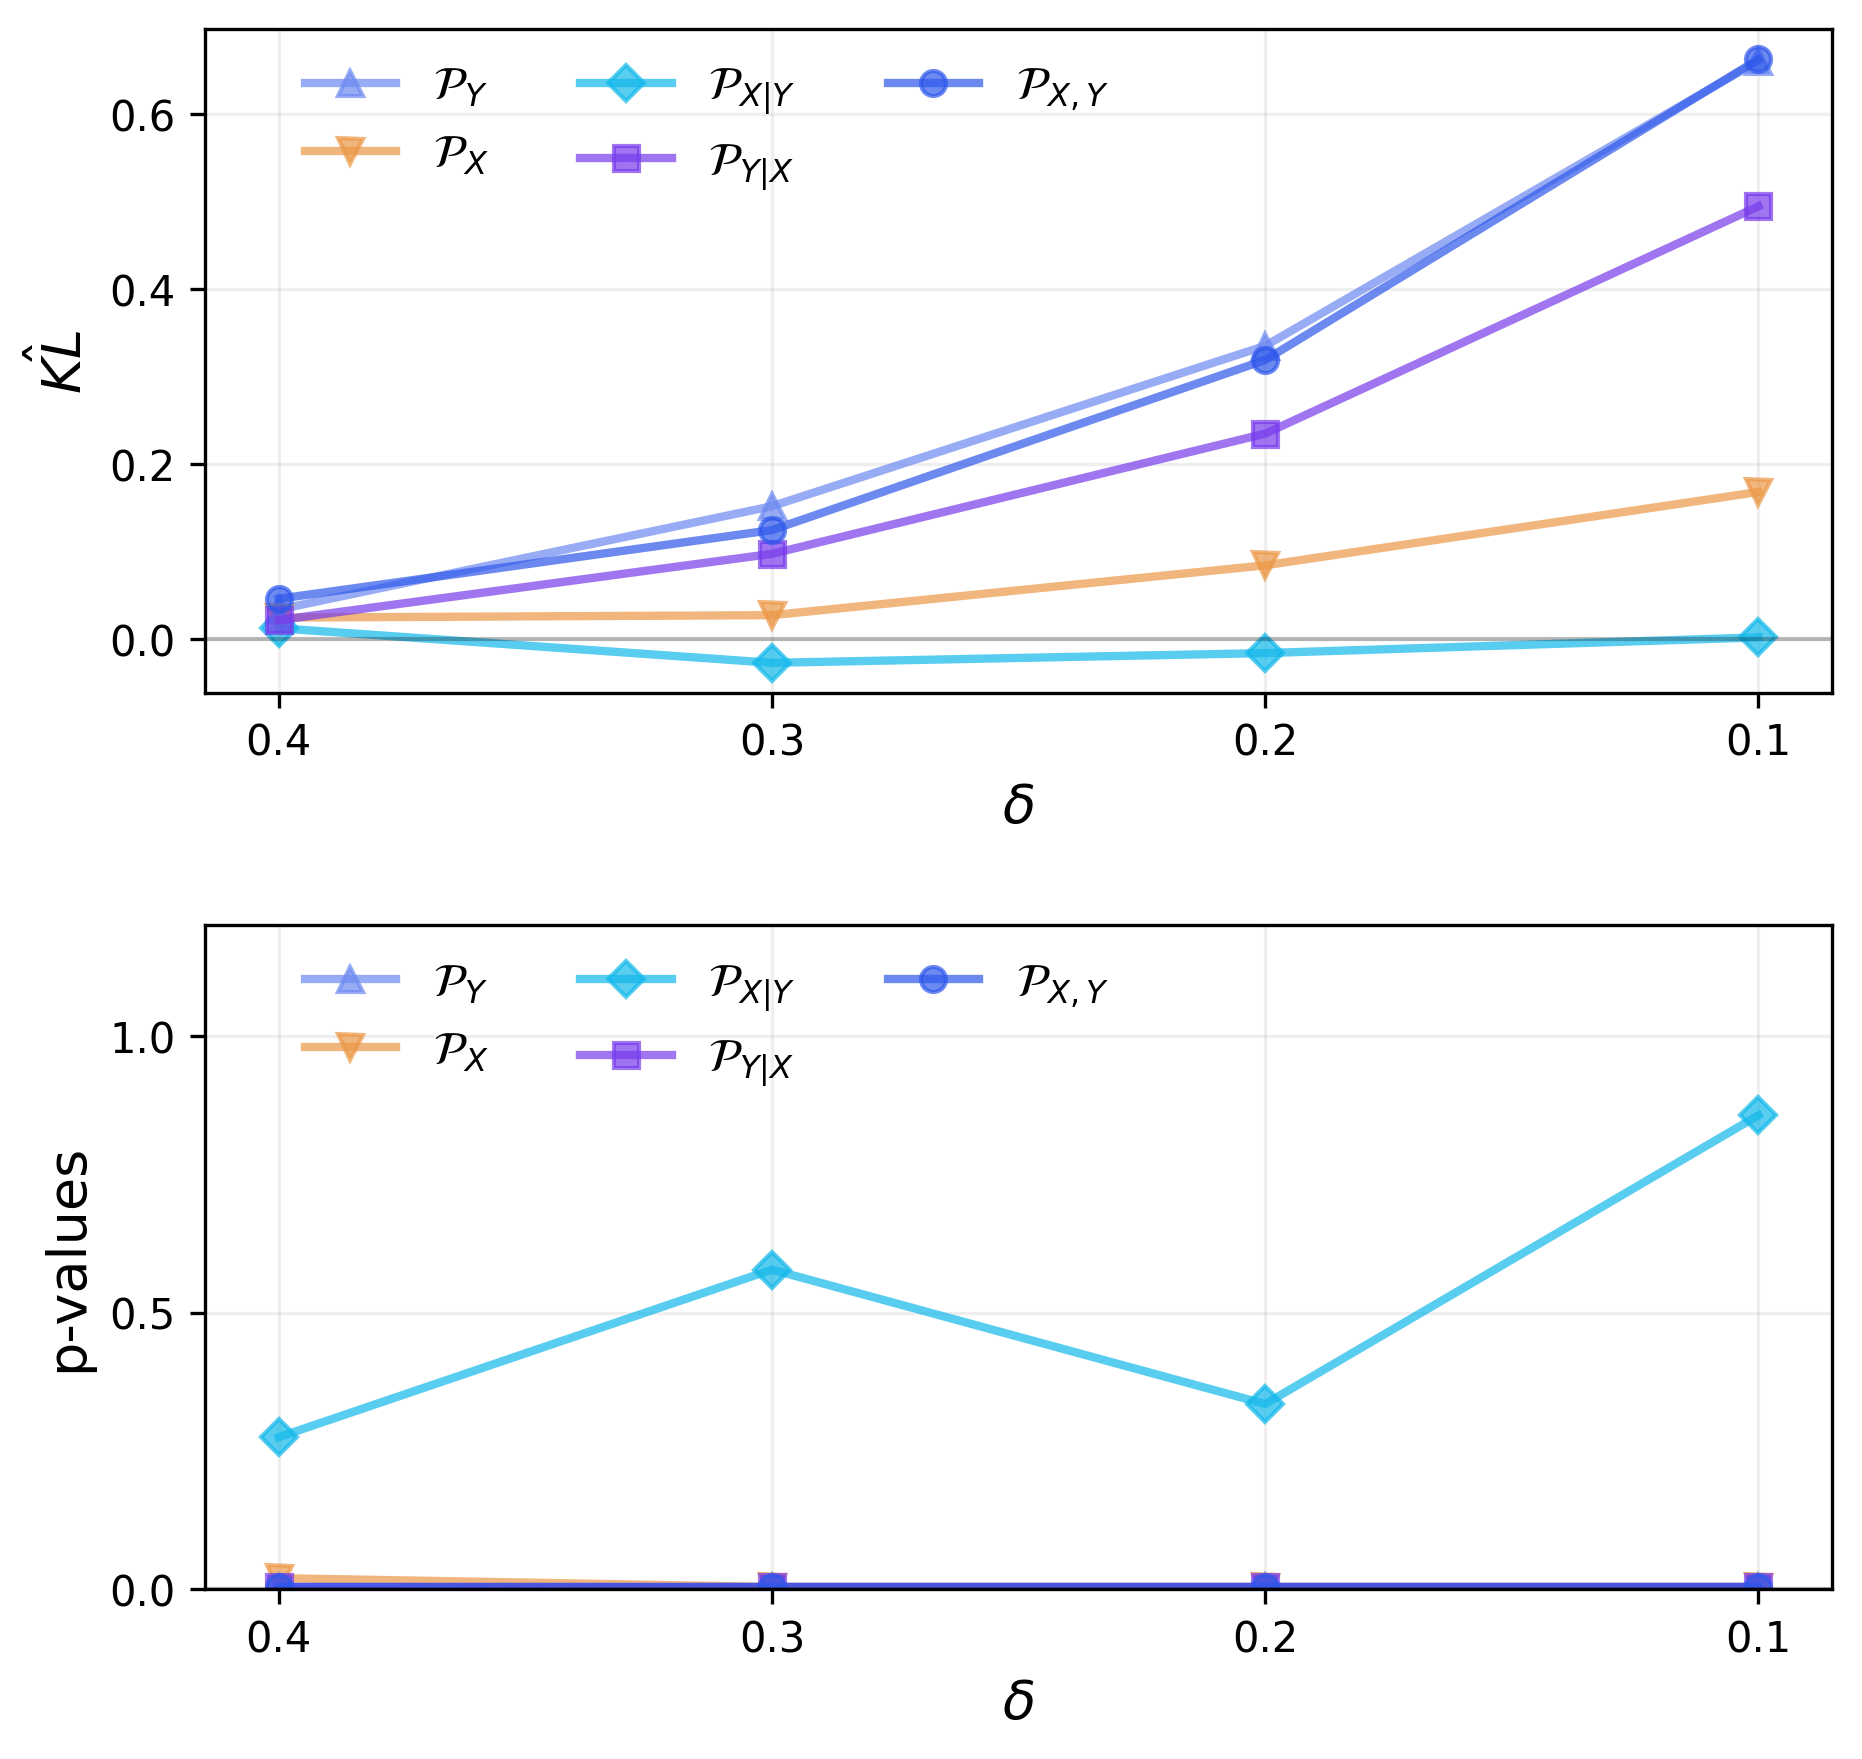 𝒫_Y 𝒫_{X|Y} 𝒫_{X,Y}
𝒫_X 𝒫_{Y|X}
0.6
0.4
0.2
0.0
K̂L
0.4 0.3 0.2 0.1
δ
𝒫_Y 𝒫_{X|Y} 𝒫_{X,Y}
𝒫_X 𝒫_{Y|X}
1.0
0.5
0.0
p-values
0.4 0.3 0.2 0.1
δ